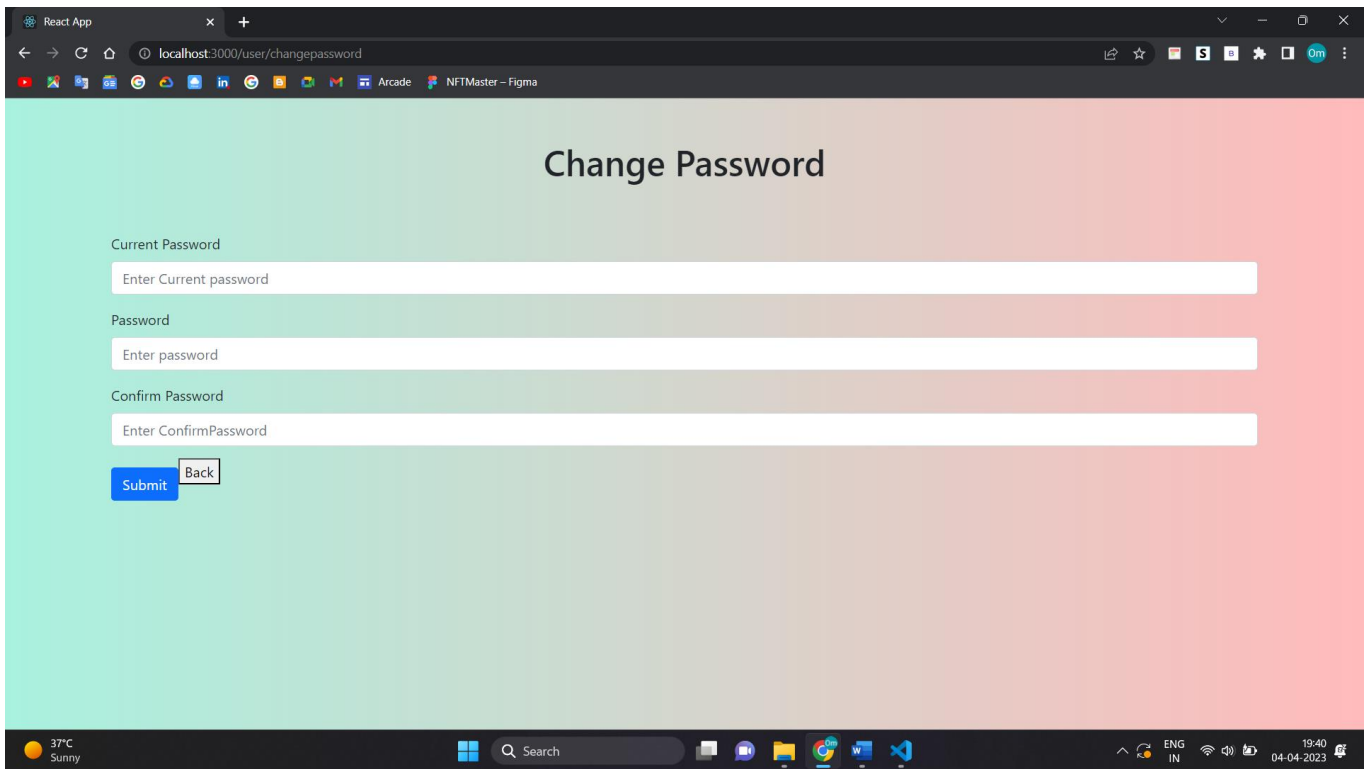 React App
localhost:3000/user/changepassword
Om
Arcade NFTMaster – Figma
Change Password
Current Password
Enter Current password
Password
Enter password
Confirm Password
Enter ConfirmPassword
Submit Back
37°C
Sunny
Search
ENG
IN
19:40
04-04-2023